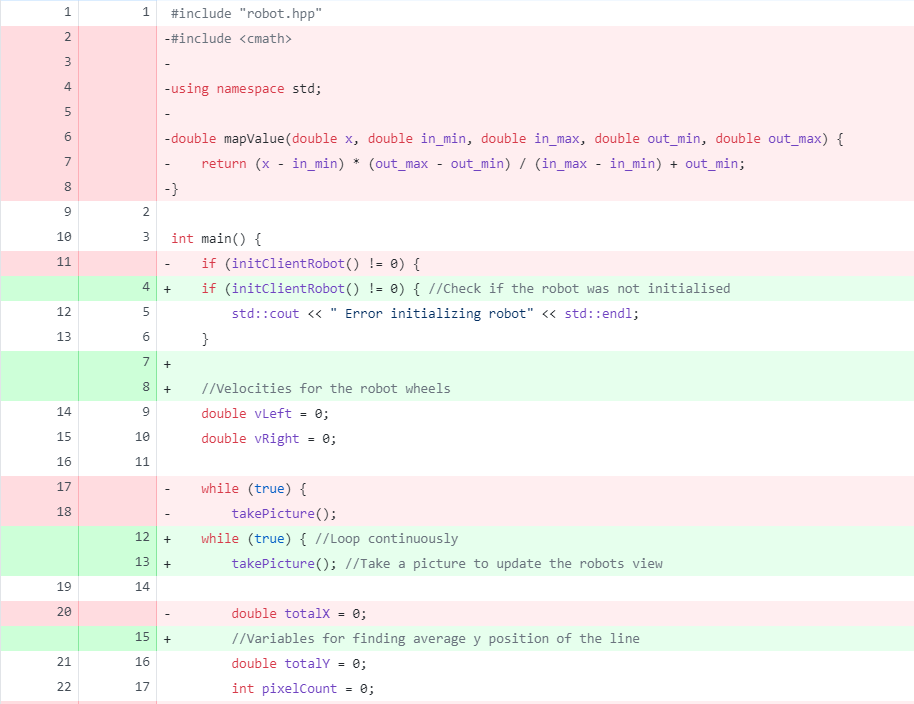 1 1 #include "robot.hpp"
2 -#include <cmath>
3 -
4 -using namespace std;
5 -
6 -double mapValue(double x, double in_min, double in_max, double out_min, double out_max) {
7 -    return (x - in_min) * (out_max - out_min) / (in_max - in_min) + out_min;
8 -}
9 2
10 3 int main() {
11 -    if (initClientRobot() != 0) {
4 +    if (initClientRobot() != 0) { //Check if the robot was not initialised
12 5         std::cout << " Error initializing robot" << std::endl;
13 6     }
7 +
8 +    //Velocities for the robot wheels
14 9     double vLeft = 0;
15 10     double vRight = 0;
16 11
17 -    while (true) {
18 -        takePicture();
12 +    while (true) { //Loop continuously
13 +        takePicture(); //Take a picture to update the robots view
19 14
20 -        double totalX = 0;
15 +        //Variables for finding average y position of the line
21 16         double totalY = 0;
22 17         int pixelCount = 0;